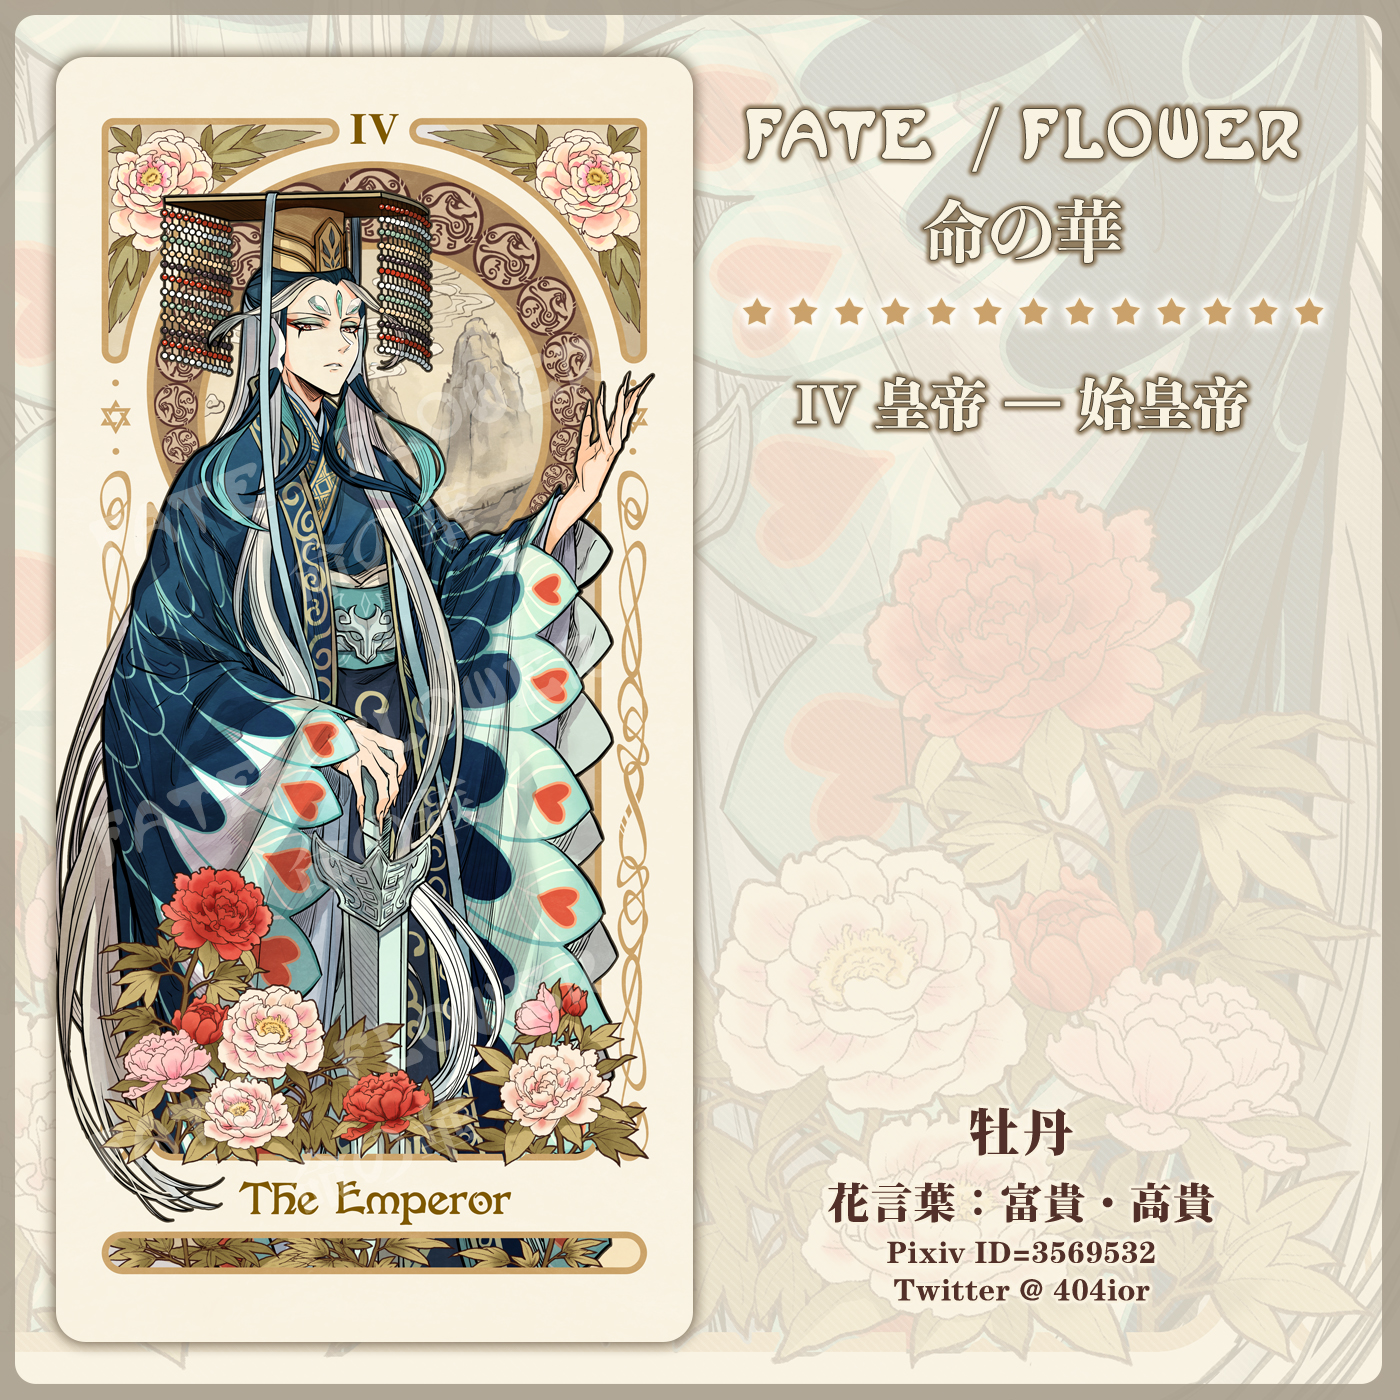 IV
The Emperor
FATE / FLOWER
命の華
IV 皇帝 — 始皇帝
牡丹
花言葉：富貴・高貴
Pixiv ID=3569532
Twitter @ 404ior